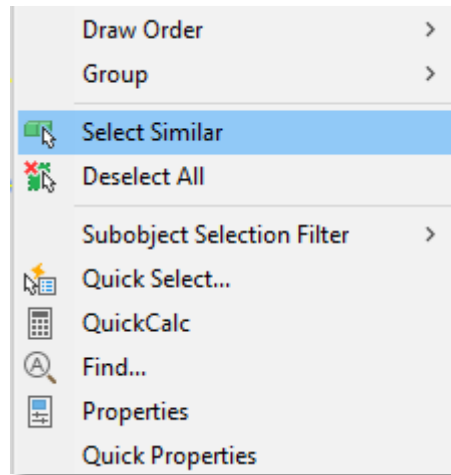 Draw Order
Group
Select Similar
Deselect All
Subobject Selection Filter
Quick Select...
QuickCalc
Find...
Properties
Quick Properties